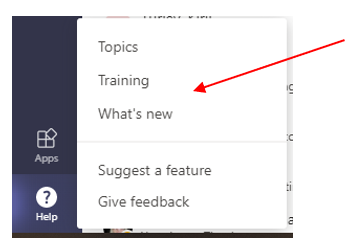 Topics
Training
What's new
Apps
Suggest a feature
Help
Give feedback